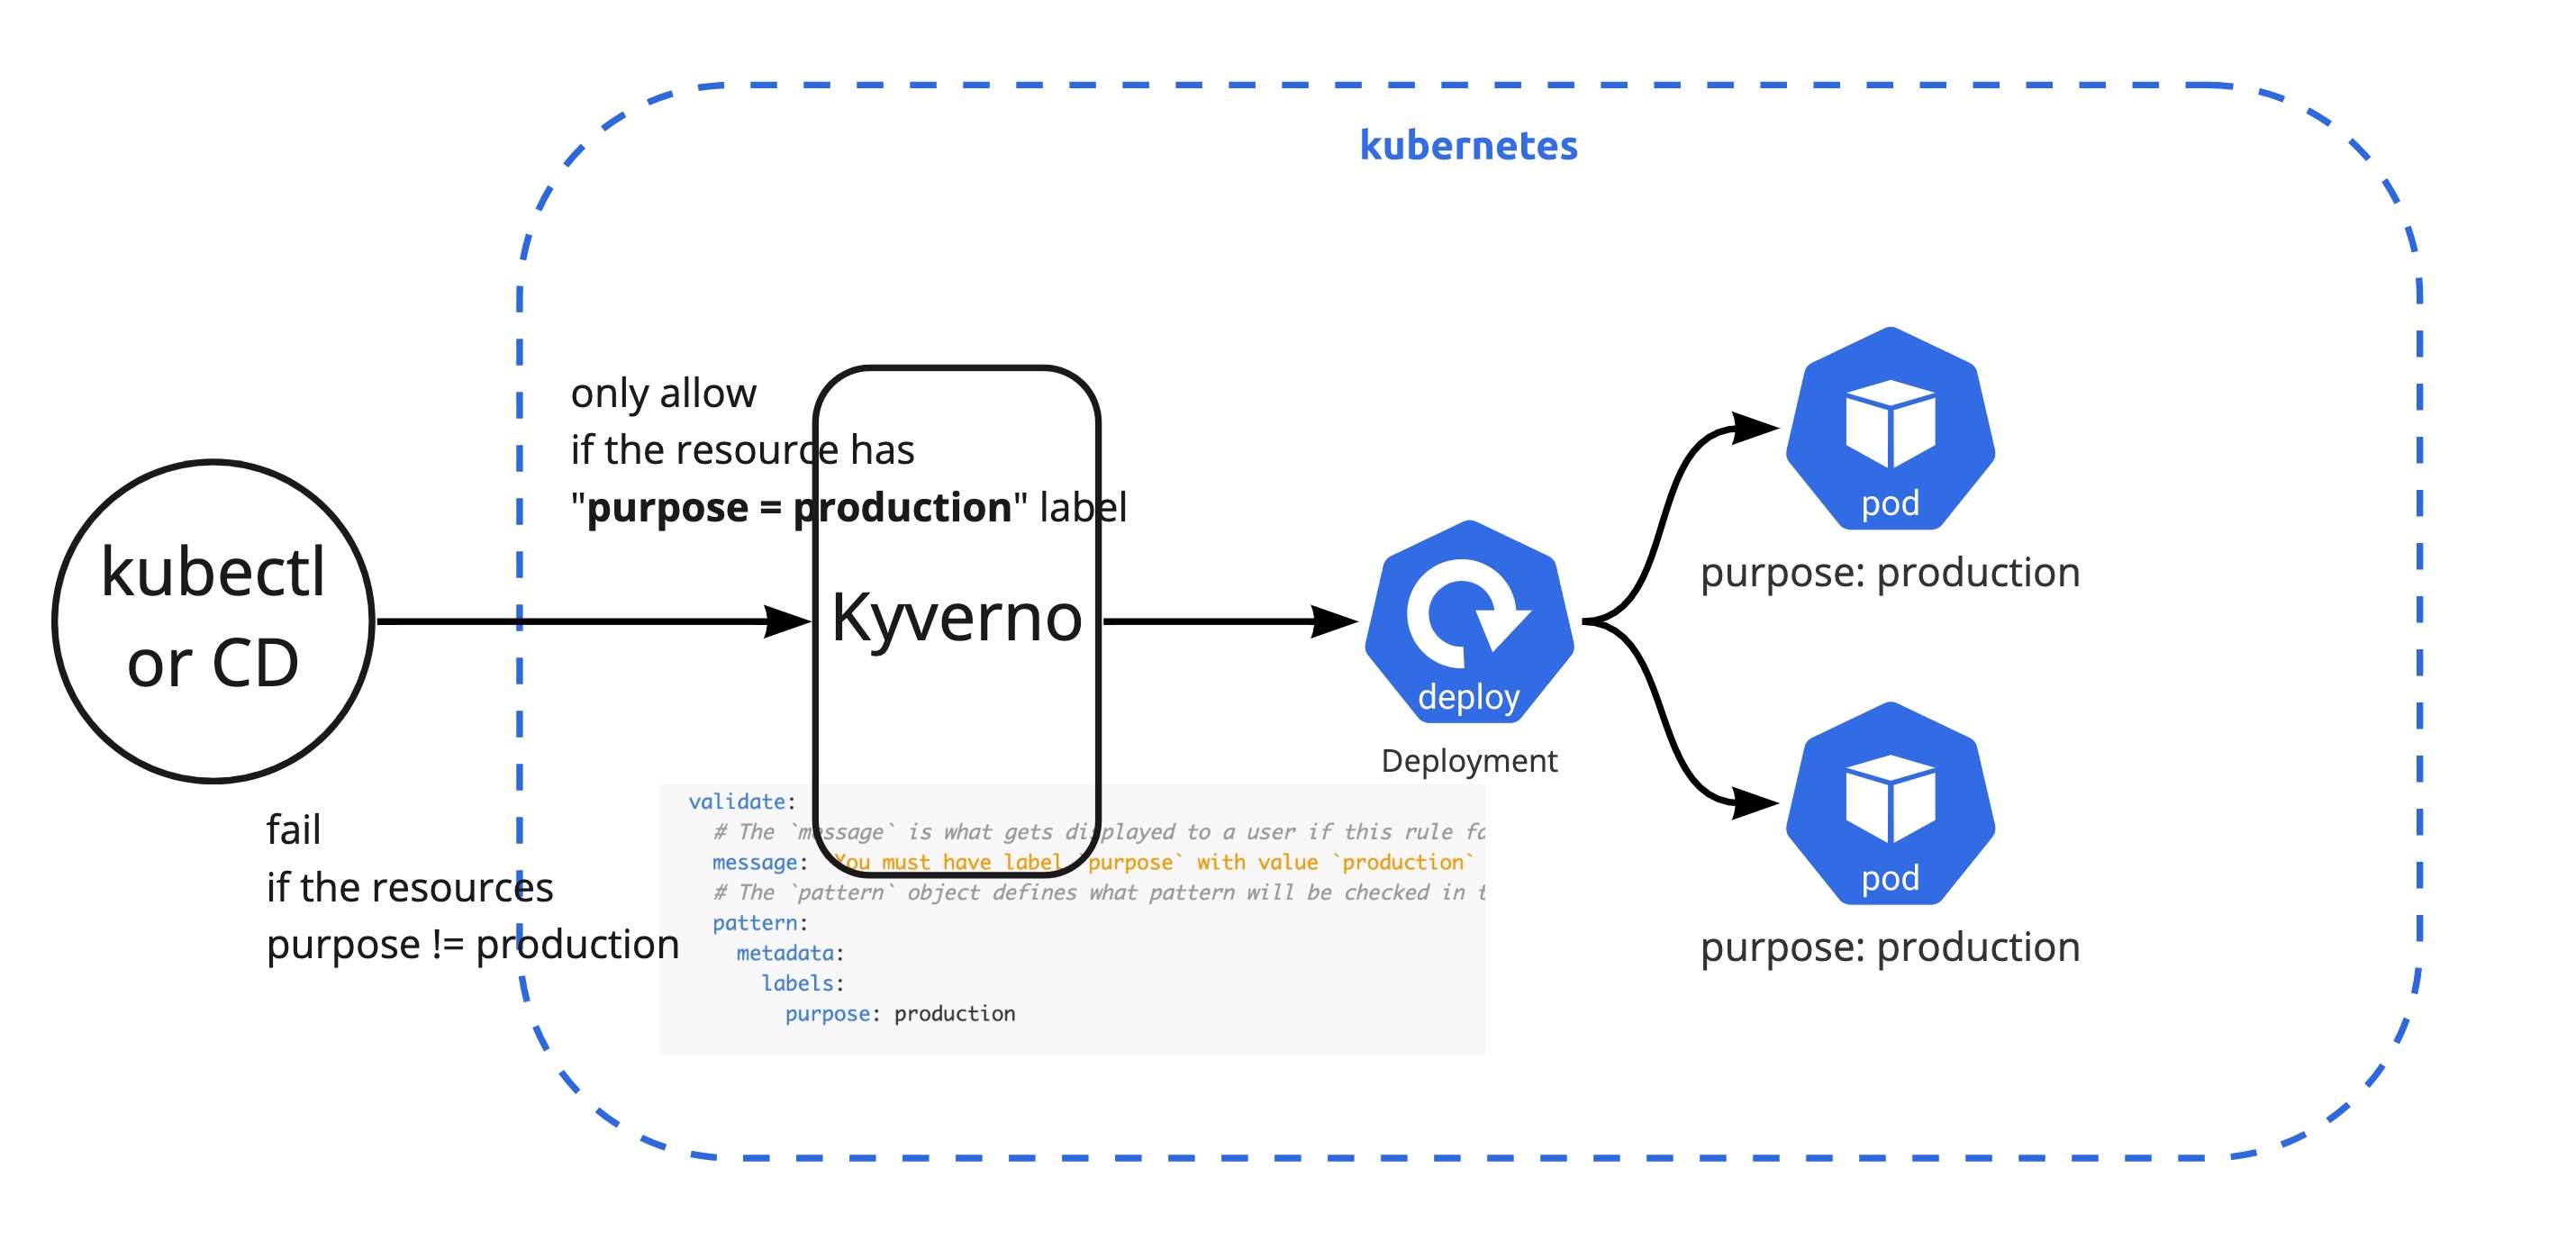 kubernetes
only allow
if the resource has
"purpose = production" label
kubectl
or CD
Kyverno
deploy
Deployment
pod
purpose: production
pod
purpose: production
fail
if the resources
purpose != production
validate:
# The `message` is what gets displayed to a user if this rule
message: You must have label `purpose` with value `production`
# The `pattern` object defines what pattern will be checked in
pattern:
metadata:
labels:
purpose: production